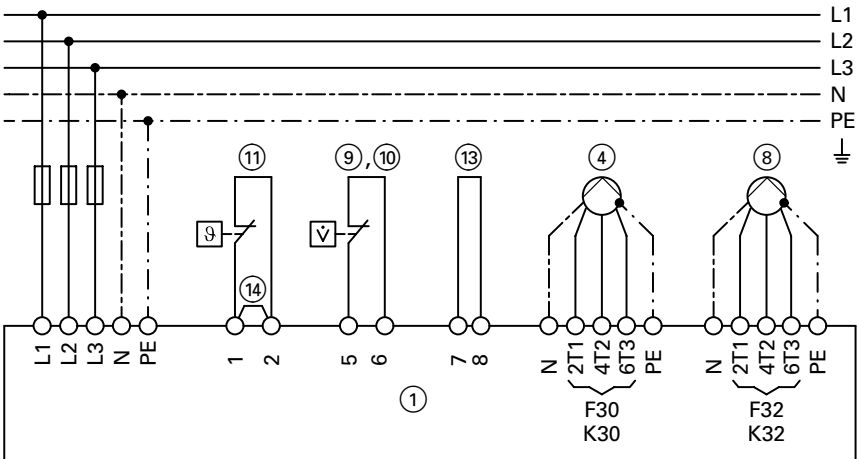 L1
L2
L3
N
PE
⑪ ⑨, ⑩ ⑬ ④ ⑧
ϑ V̇
⑭
L1 L2 L3 N PE 1 2 5 6 7 8 N 2T1 4T2 6T3 PE N 2T1 4T2 6T3 PE
① F30 F32
K30 K32